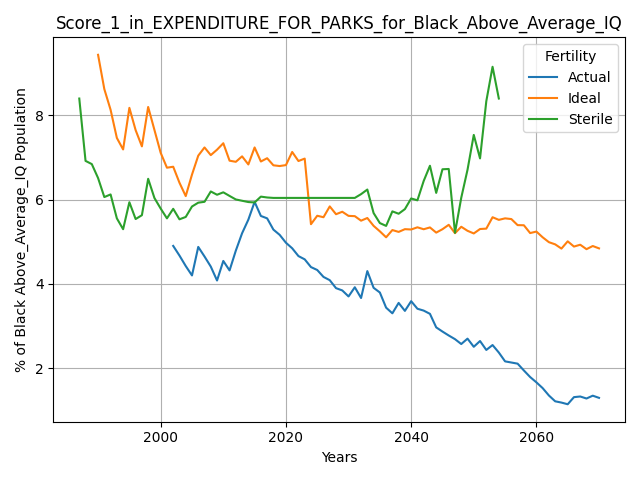 Score_1_in_EXPENDITURE_FOR_PARKS_for_Black_Above_Average_IQ
% of Black Above_Average_IQ Population
8
6
4
2
Fertility
Actual
Ideal
Sterile
2000
2020
2040
2060
Years